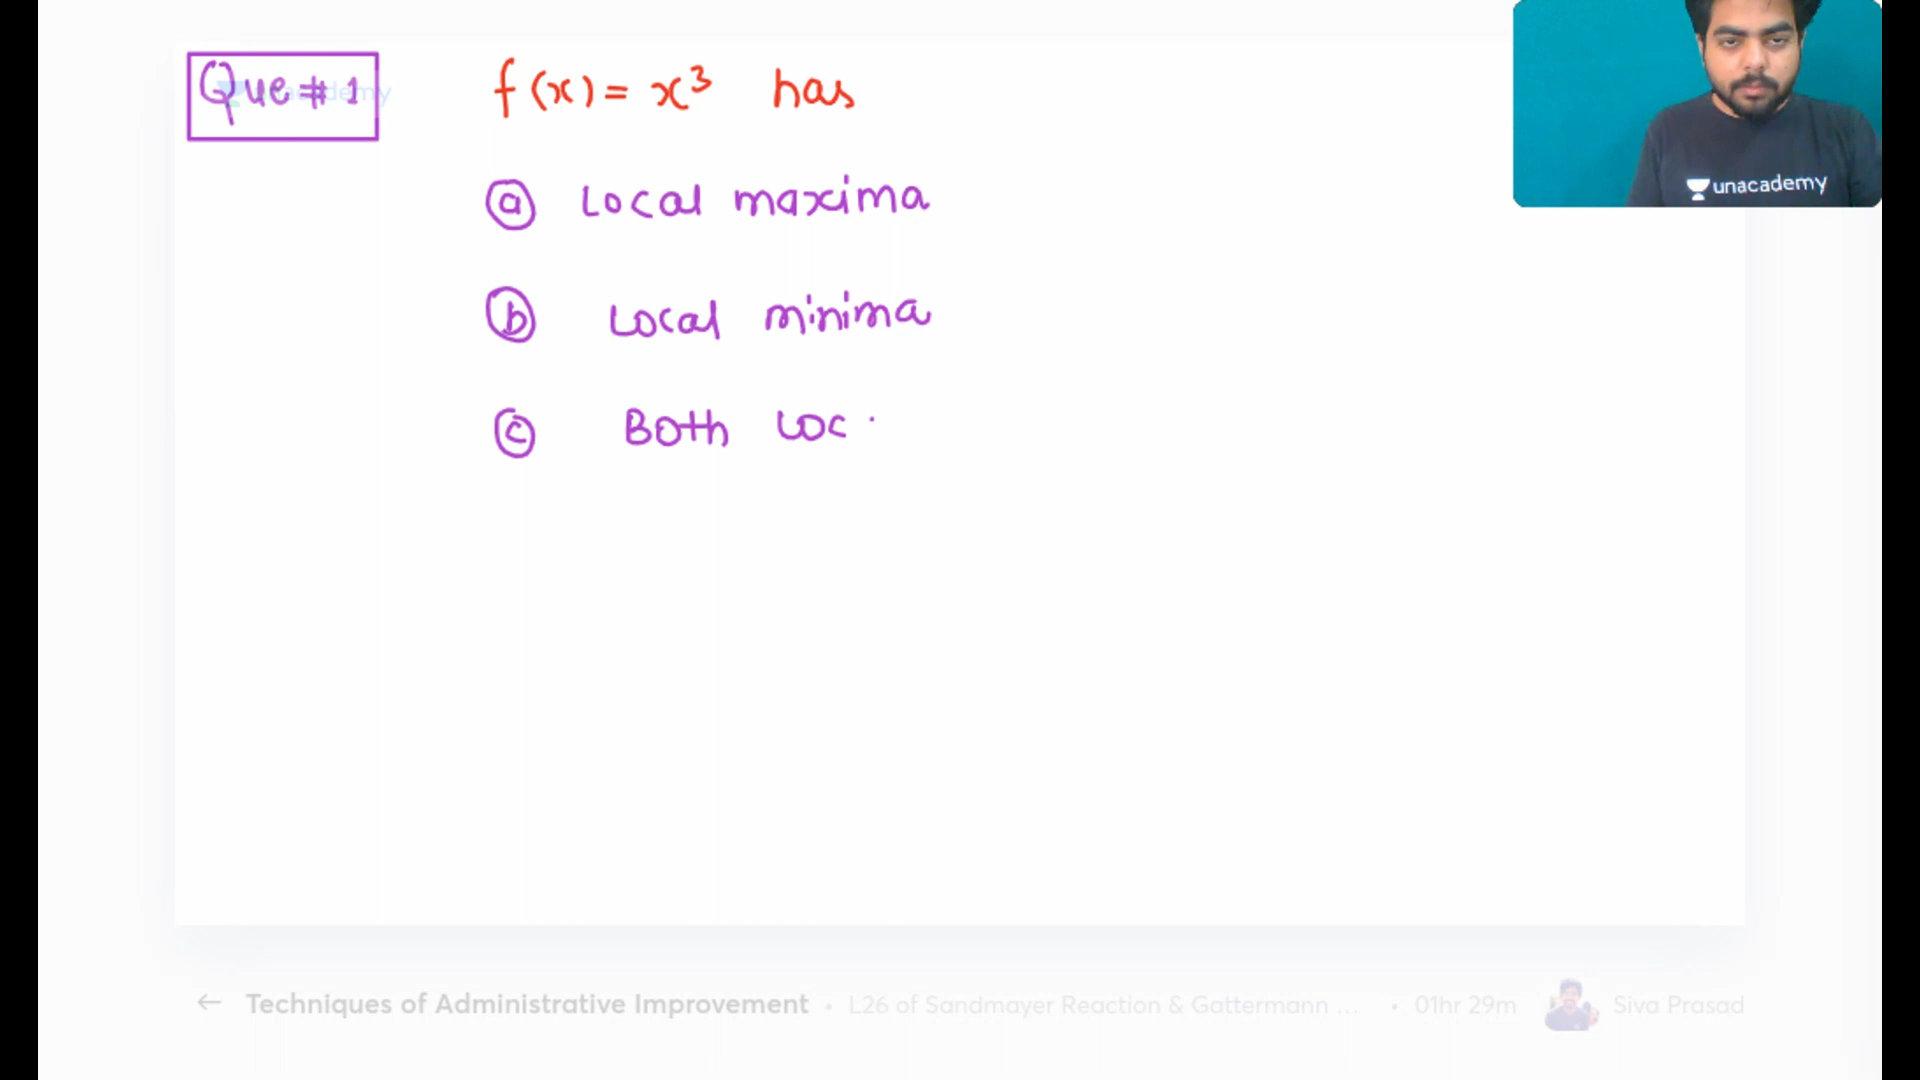 Que # 1
f(x) = x³ has
unacademy
ⓐ Local maxima
ⓑ Local minima
ⓒ Both Loc
← Techniques of Administrative Improvement • L26 of Sandmayer Reaction & Gattermann ... • 01hr 29m Siva Prasad